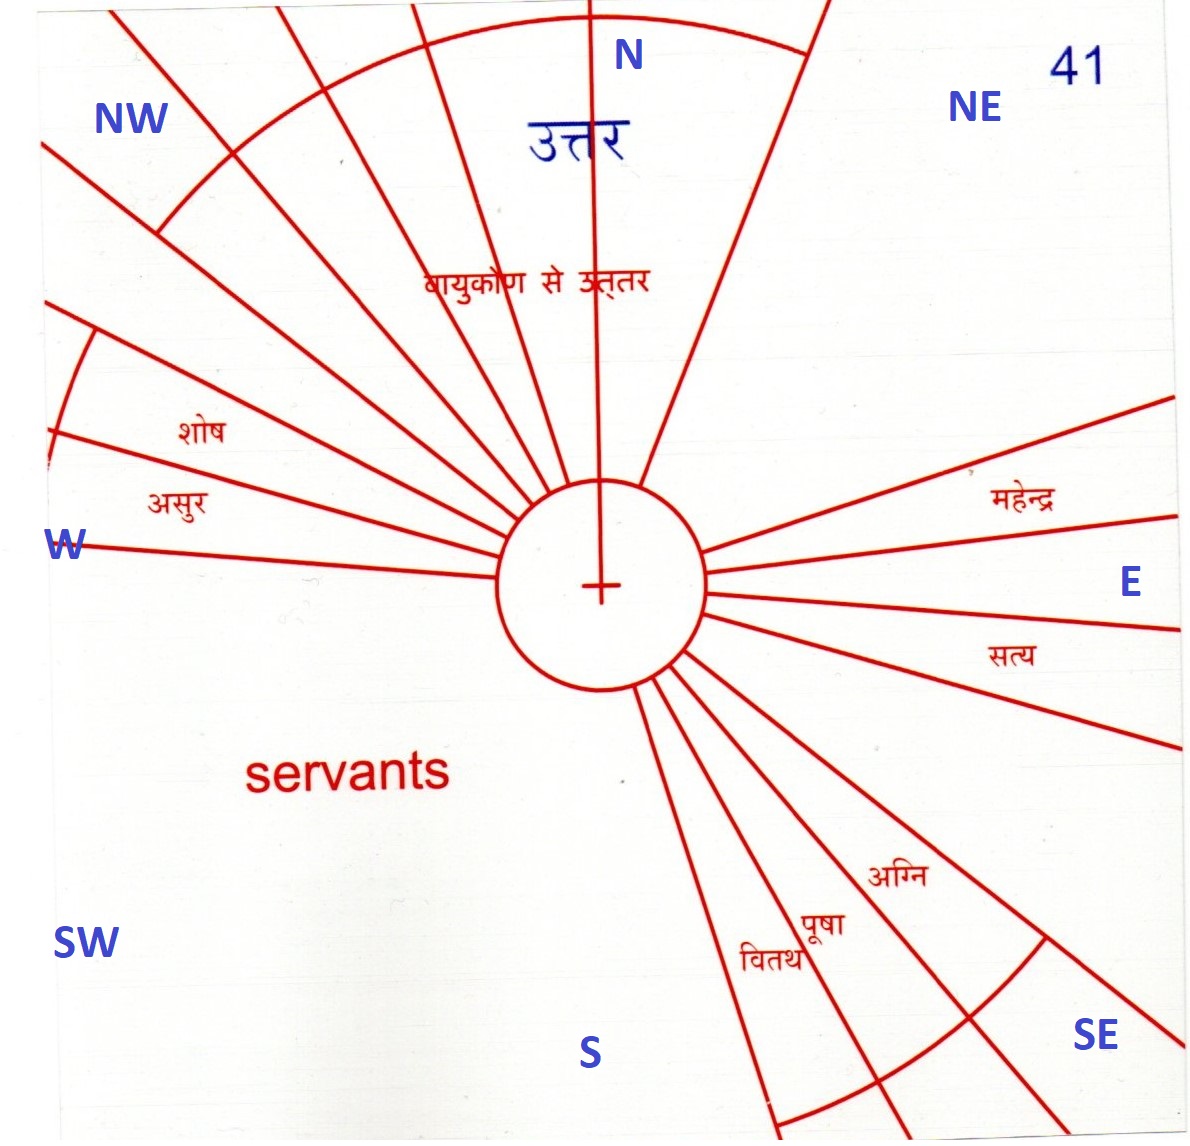 N
41
NW
NE
उत्तर
वायुकोण से उत्‌तर
शोष
महेन्द्र
असुर
W
E
सत्य
servants
अग्नि
पूषा
वितथ
SW
SE
S